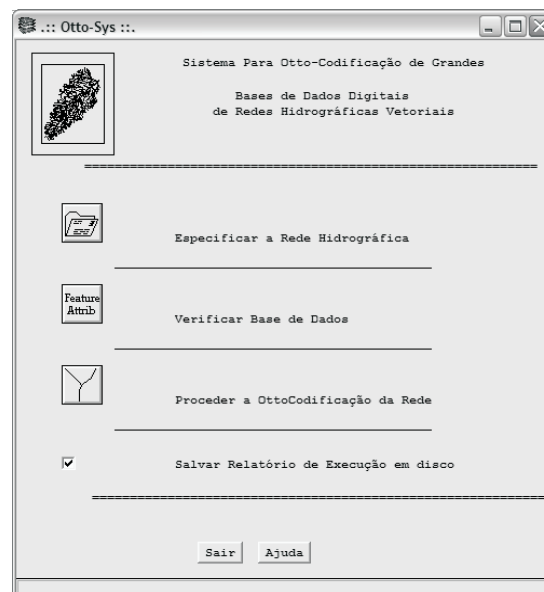 .:: Otto-Sys ::.
Sistema Para Otto-Codificação de Grandes
Bases de Dados Digitais
de Redes Hidrográficas Vetoriais
Especificar a Rede Hidrográfica
Feature
Attrib
Verificar Base de Dados
Proceder a OttoCodificação da Rede
Salvar Relatório de Execução em disco
Sair
Ajuda